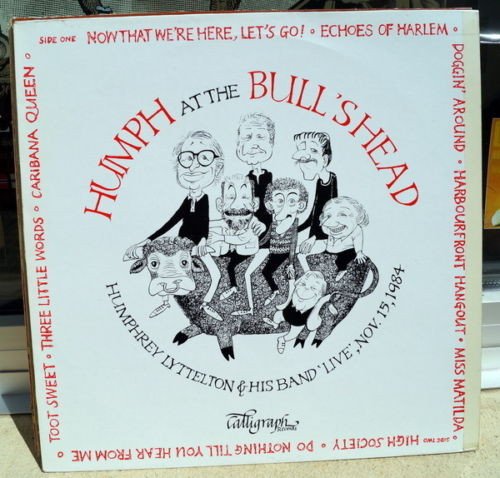 SIDE ONE NOW THAT WE'RE HERE, LET'S GO! • ECHOES OF HARLEM •
DOGGIN' AROUND • HARBOURFRONT HANGOUT • MISS MATILDA
SIDE TWO HIGH SOCIETY • DO NOTHING TILL YOU HEAR FROM ME
TOOT SWEET • THREE LITTLE WORDS • CARIBANA QUEEN •
HUMPH AT THE BULL'S HEAD
HUMPHREY LYTTELTON & HIS BAND 'LIVE', NOV. 15, 1984
Calligraph
Records